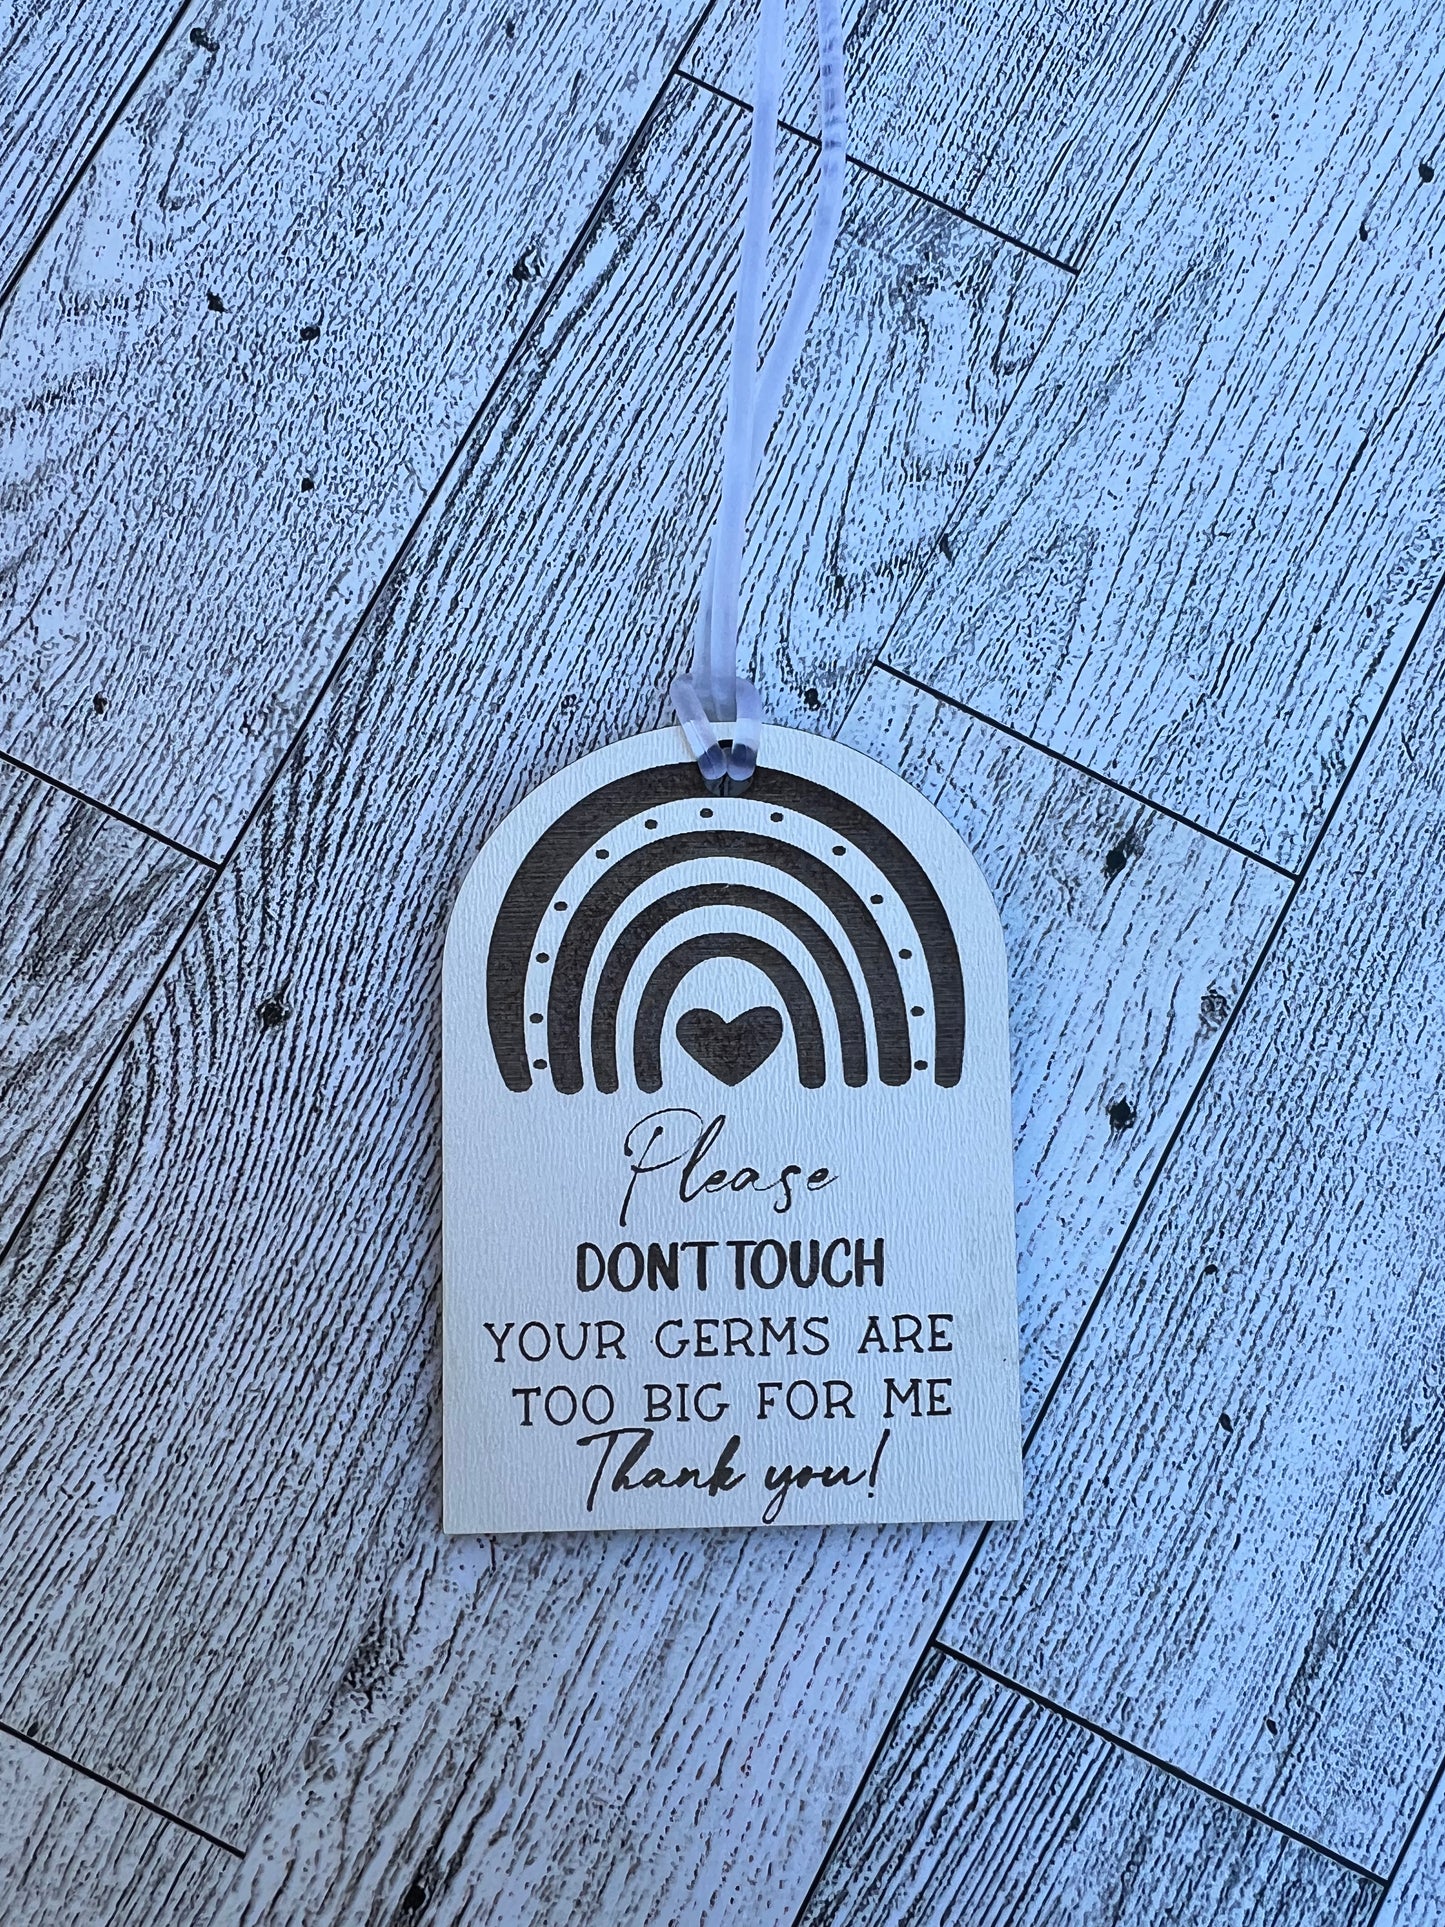 Please
DONT TOUCH
YOUR GERMS ARE
TOO BIG FOR ME
Thank you!